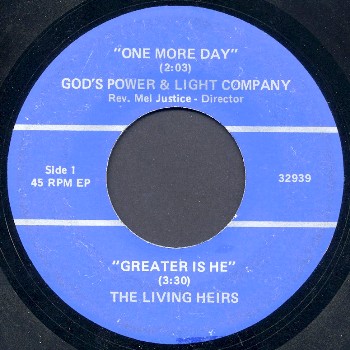 "ONE MORE DAY"
(2:03)
GOD'S POWER & LIGHT COMPANY
Rev. Mel Justice - Director
Side 1
45 RPM EP
32939
"GREATER IS HE"
(3:30)
THE LIVING HEIRS